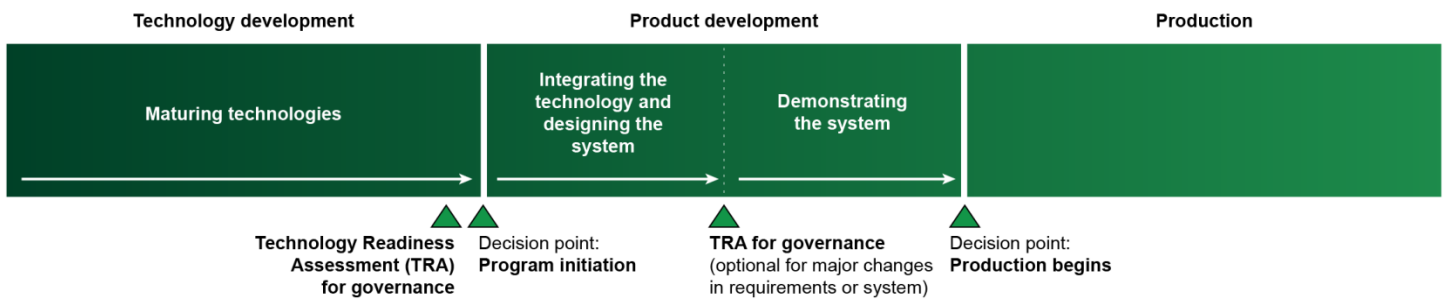 Technology development
Product development
Production
Maturing technologies
Integrating the
technology and
designing the
system
Demonstrating
the system
Technology Readiness
Assessment (TRA)
for governance
Decision point:
Program initiation
TRA for governance
(optional for major changes
in requirements or system)
Decision point:
Production begins